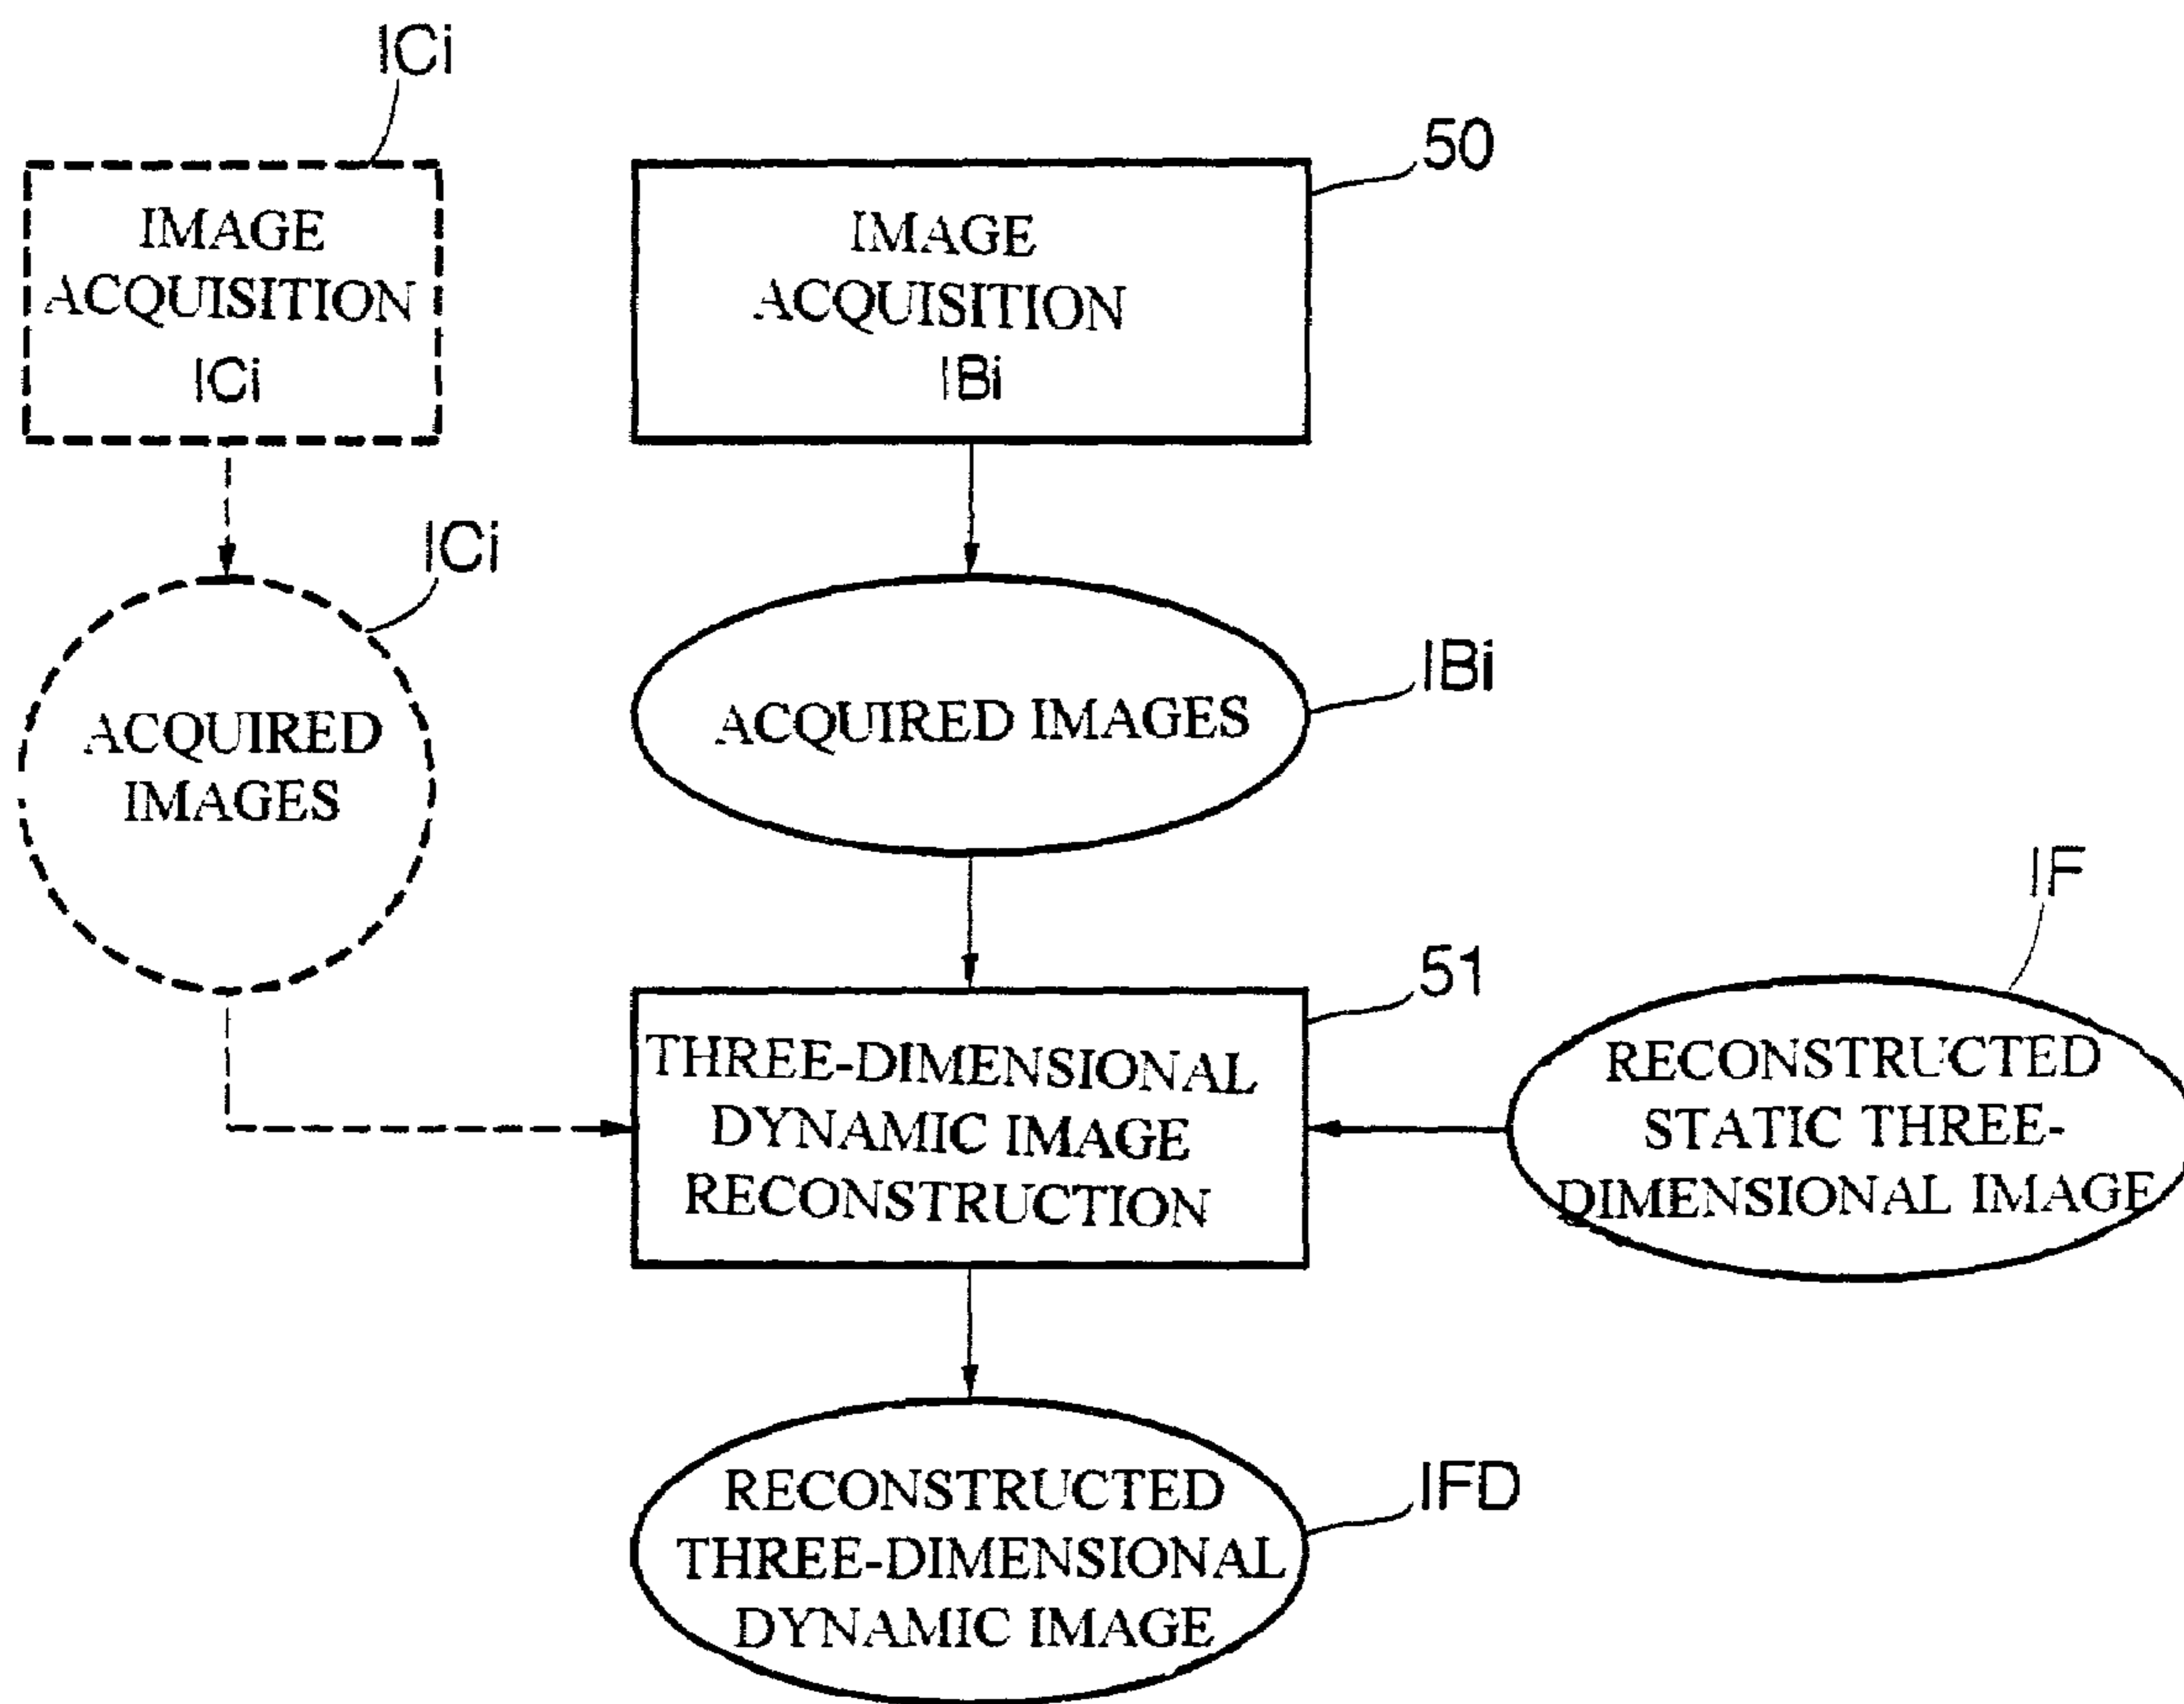 ICi
IMAGE
ACQUISITION
ICi
50
IMAGE
ACQUISITION
IBi
ICi
ACQUIRED
IMAGES
IBi
ACQUIRED IMAGES
51
THREE-DIMENSIONAL
DYNAMIC IMAGE
RECONSTRUCTION
IF
RECONSTRUCTED
STATIC THREE-
DIMENSIONAL IMAGE
IFD
RECONSTRUCTED
THREE-DIMENSIONAL
DYNAMIC IMAGE